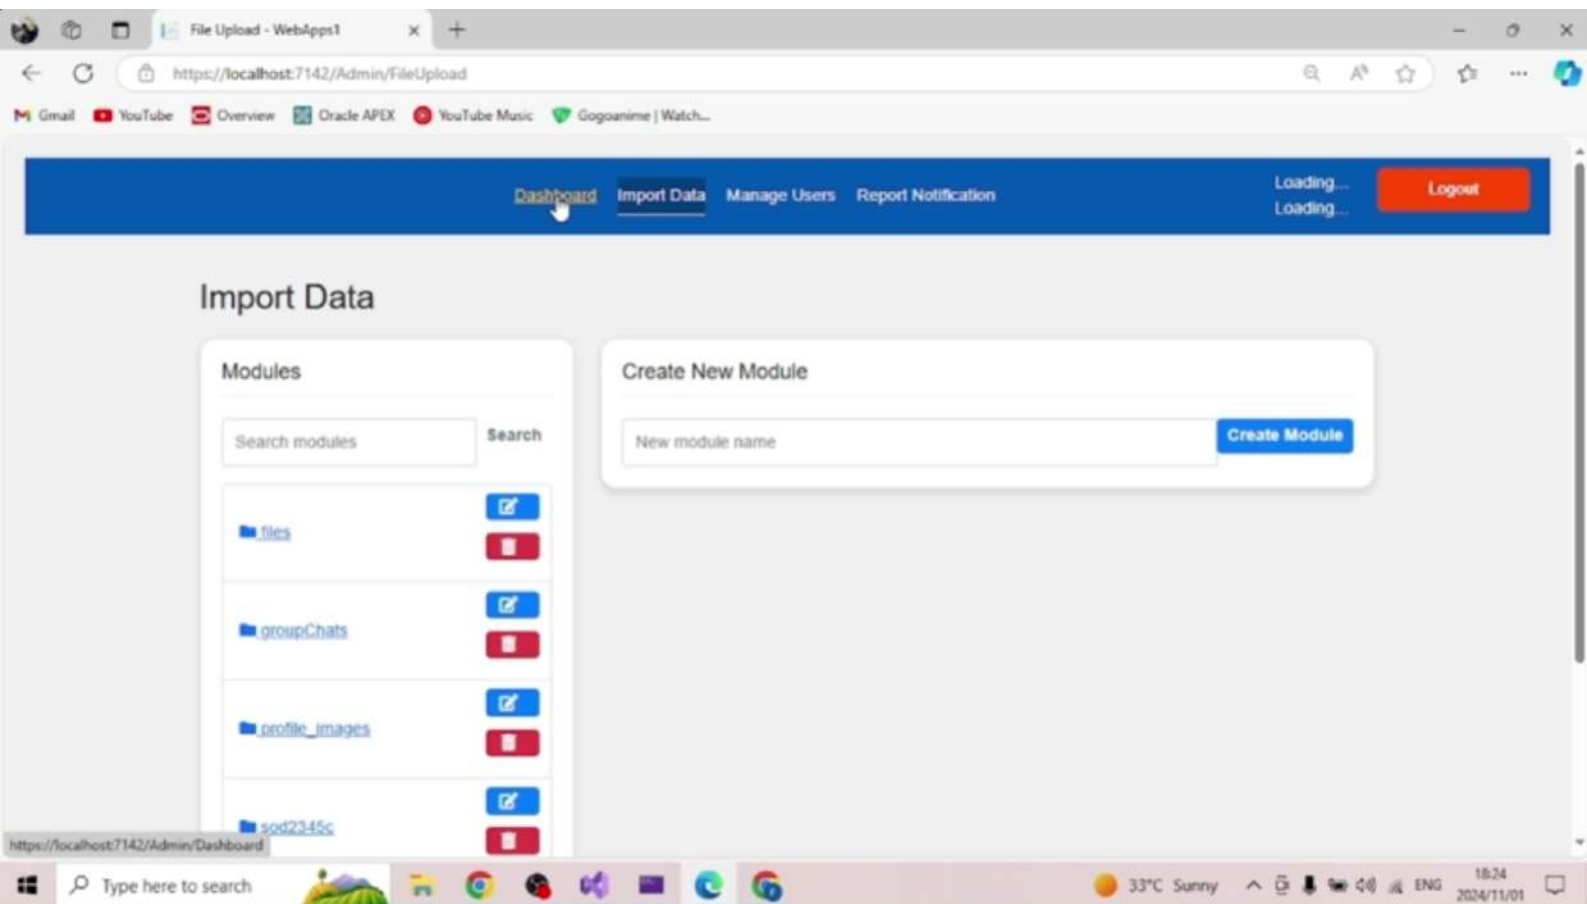 File Upload - WebApps1
https://localhost:7142/Admin/FileUpload
Gmail YouTube Overview Oracle APEX YouTube Music Gogoanime | Watch...
Dashboard Import Data Manage Users Report Notification
Loading...
Loading...
Logout
Import Data
Modules
Search modules
Search
files
groupChats
profile_images
sod2345c
Create New Module
New module name
Create Module
https://localhost:7142/Admin/Dashboard
Type here to search
33°C Sunny
ENG
18:24
2024/11/01